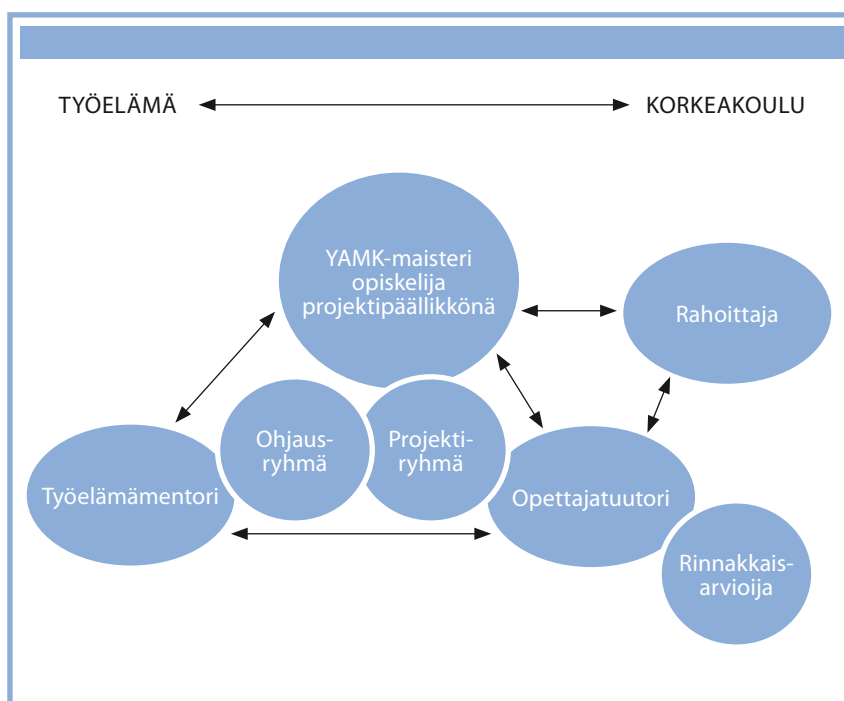 TYÖELÄMÄ
KORKEAKOULU
YAMK-maisteri
opiskelija
projektipäällikkönä
Rahoittaja
Ohjaus-
ryhmä
Projekti-
ryhmä
Työelämämentori
Opettajatuutori
Rinnakkais-
arvioija